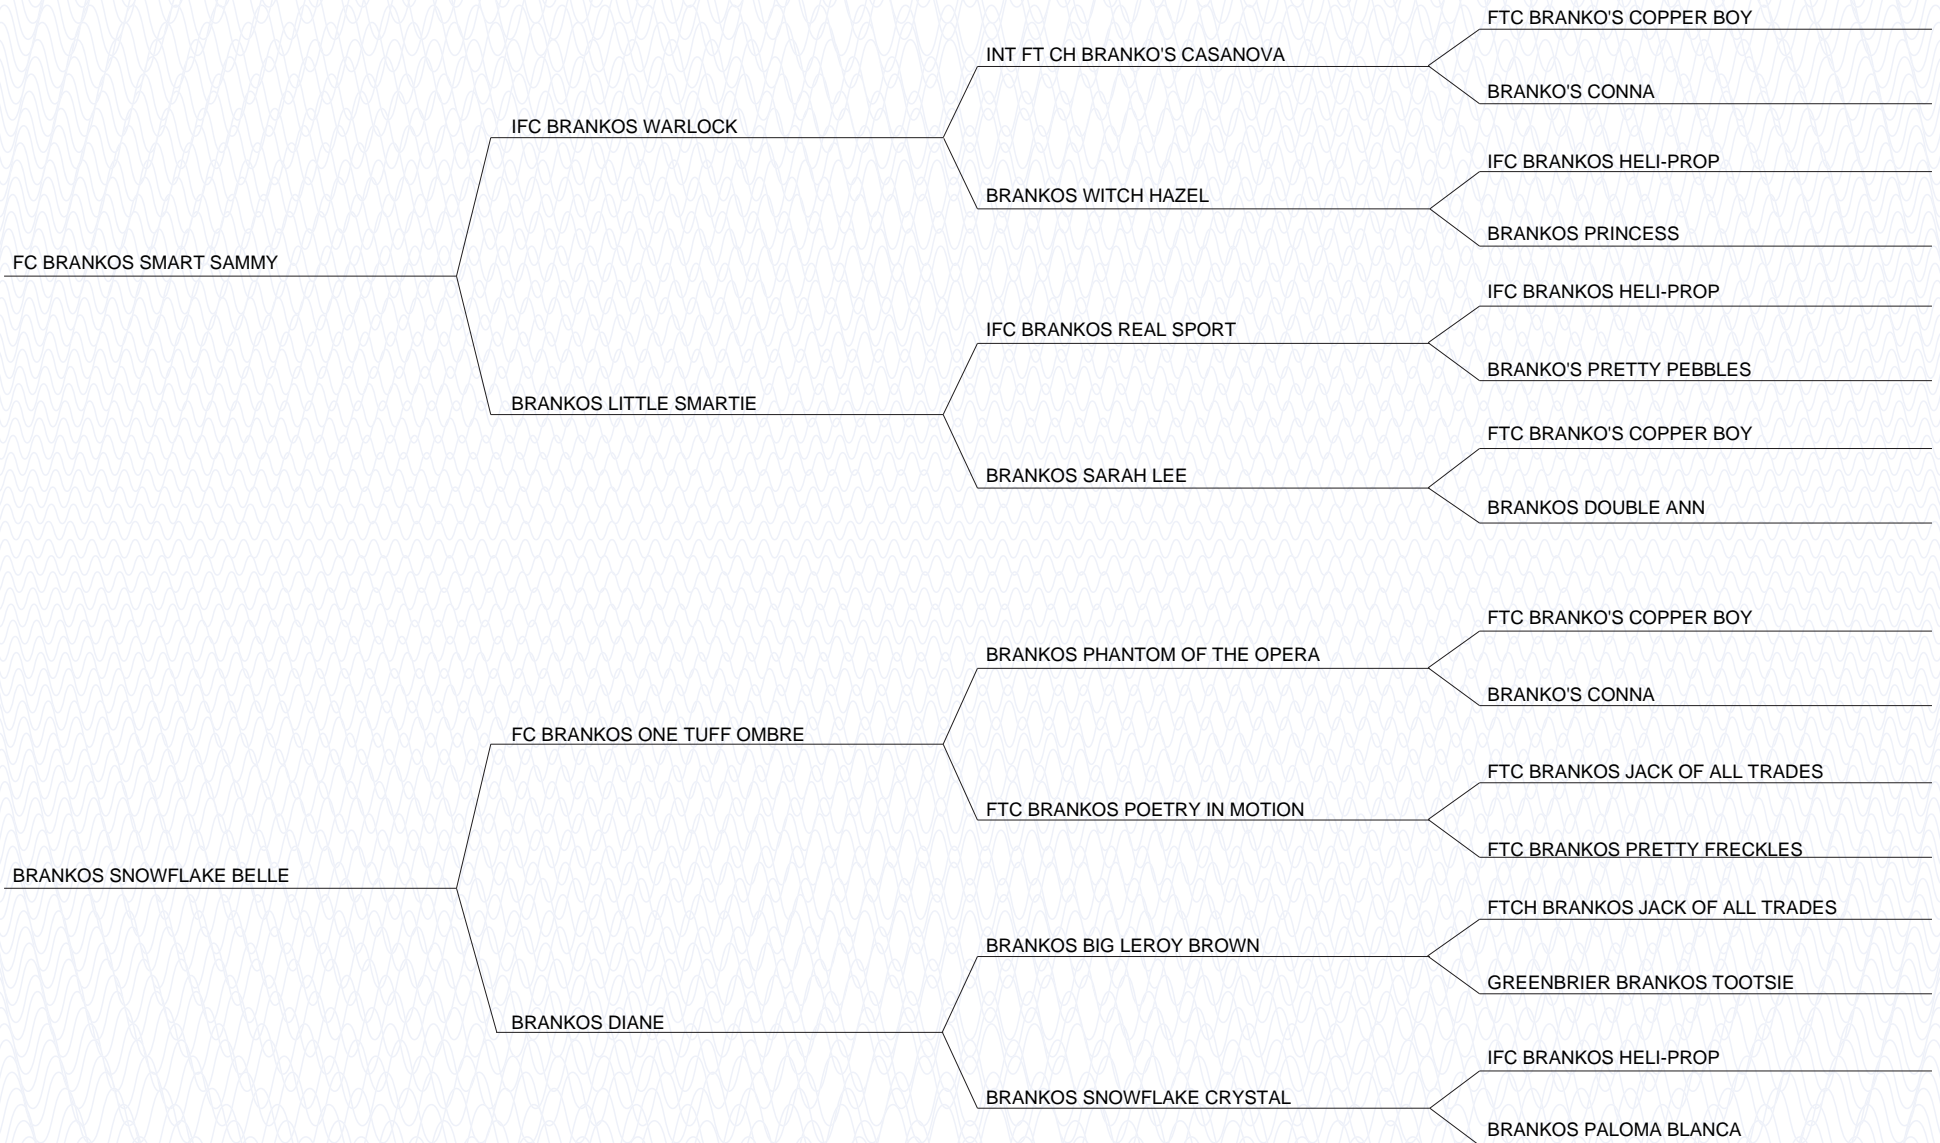 FTC BRANKO'S COPPER BOY
INT FT CH BRANKO'S CASANOVA
BRANKO'S CONNA
IFC BRANKOS WARLOCK
IFC BRANKOS HELI-PROP
BRANKOS WITCH HAZEL
BRANKOS PRINCESS
FC BRANKOS SMART SAMMY
IFC BRANKOS HELI-PROP
IFC BRANKOS REAL SPORT
BRANKO'S PRETTY PEBBLES
BRANKOS LITTLE SMARTIE
FTC BRANKO'S COPPER BOY
BRANKOS SARAH LEE
BRANKOS DOUBLE ANN
FTC BRANKO'S COPPER BOY
BRANKOS PHANTOM OF THE OPERA
BRANKO'S CONNA
FC BRANKOS ONE TUFF OMBRE
FTC BRANKOS JACK OF ALL TRADES
FTC BRANKOS POETRY IN MOTION
FTC BRANKOS PRETTY FRECKLES
BRANKOS SNOWFLAKE BELLE
FTCH BRANKOS JACK OF ALL TRADES
BRANKOS BIG LEROY BROWN
GREENBRIER BRANKOS TOOTSIE
BRANKOS DIANE
IFC BRANKOS HELI-PROP
BRANKOS SNOWFLAKE CRYSTAL
BRANKOS PALOMA BLANCA